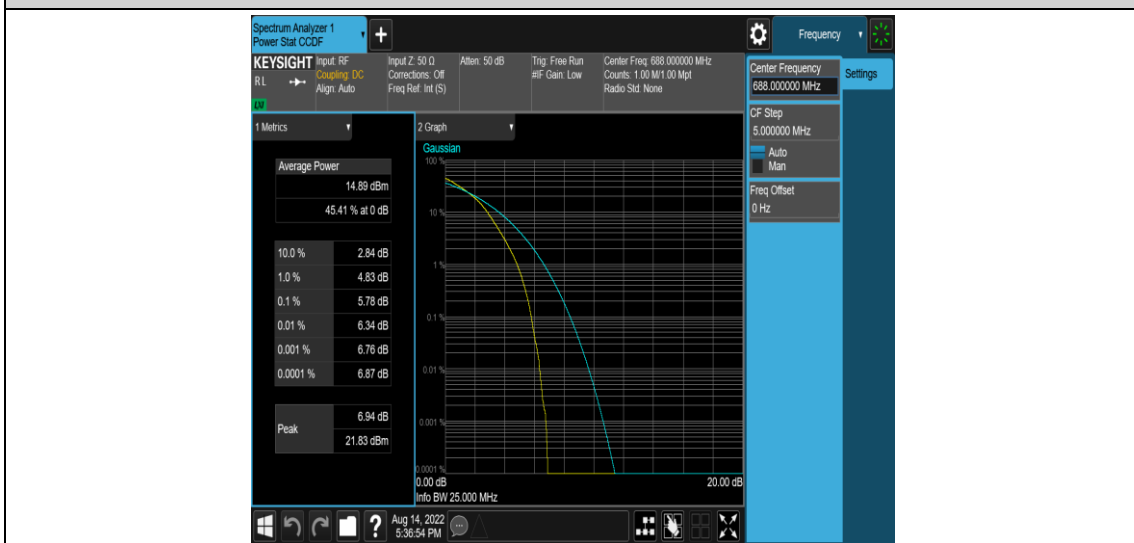 Spectrum Analyzer 1
Power Stat CCDF
+
Frequency
KEYSIGHT
RL
LXI
Input: RF
Coupling: DC
Align: Auto
Input Z: 50 Ω
Corrections: Off
Freq Ref: Int (S)
Atten: 50 dB
Trig: Free Run
#IF Gain: Low
Center Freq: 688.000000 MHz
Counts: 1.00 M/1.00 Mpt
Radio Std: None
Center Frequency
688.000000 MHz
Settings
CF Step
5.000000 MHz
Auto
Man
Freq Offset
0 Hz
1 Metrics
Average Power
14.89 dBm
45.41 % at 0 dB
10.0 % 2.84 dB
1.0 % 4.83 dB
0.1 % 5.78 dB
0.01 % 6.34 dB
0.001 % 6.76 dB
0.0001 % 6.87 dB
Peak
6.94 dB
21.83 dBm
2 Graph
Gaussian
100 %
10 %
1 %
0.1 %
0.01 %
0.001 %
0.0001 %
0.00 dB 20.00 dB
Info BW 25.000 MHz
?
Aug 14, 2022
5:36:54 PM